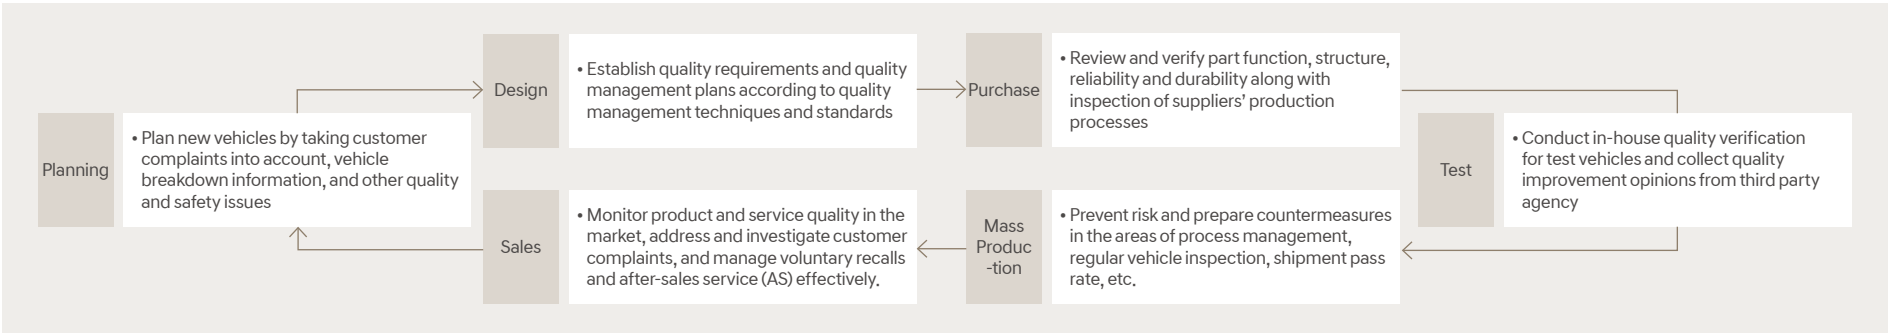 Planning
• Plan new vehicles by taking customer
complaints into account, vehicle
breakdown information, and other quality
and safety issues
Design
• Establish quality requirements and quality
management plans according to quality
management techniques and standards
Purchase
• Review and verify part function, structure,
reliability and durability along with
inspection of suppliers’ production
processes
Test
• Conduct in-house quality verification
for test vehicles and collect quality
improvement opinions from third party
agency
Mass
Produc
-tion
• Prevent risk and prepare countermeasures
in the areas of process management,
regular vehicle inspection, shipment pass
rate, etc.
Sales
• Monitor product and service quality in the
market, address and investigate customer
complaints, and manage voluntary recalls
and after-sales service (AS) effectively.